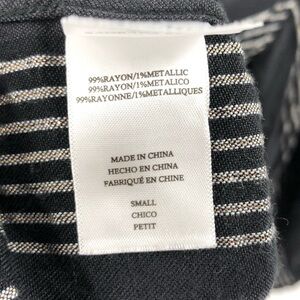 99%RAYON/1%METALLIC
99%RAYON/1%METALICO
99%RAYONNE/1%METALLIQUES
MADE IN CHINA
HECHO EN CHINA
FABRIQUÉ EN CHINE
SMALL
CHICO
PETIT